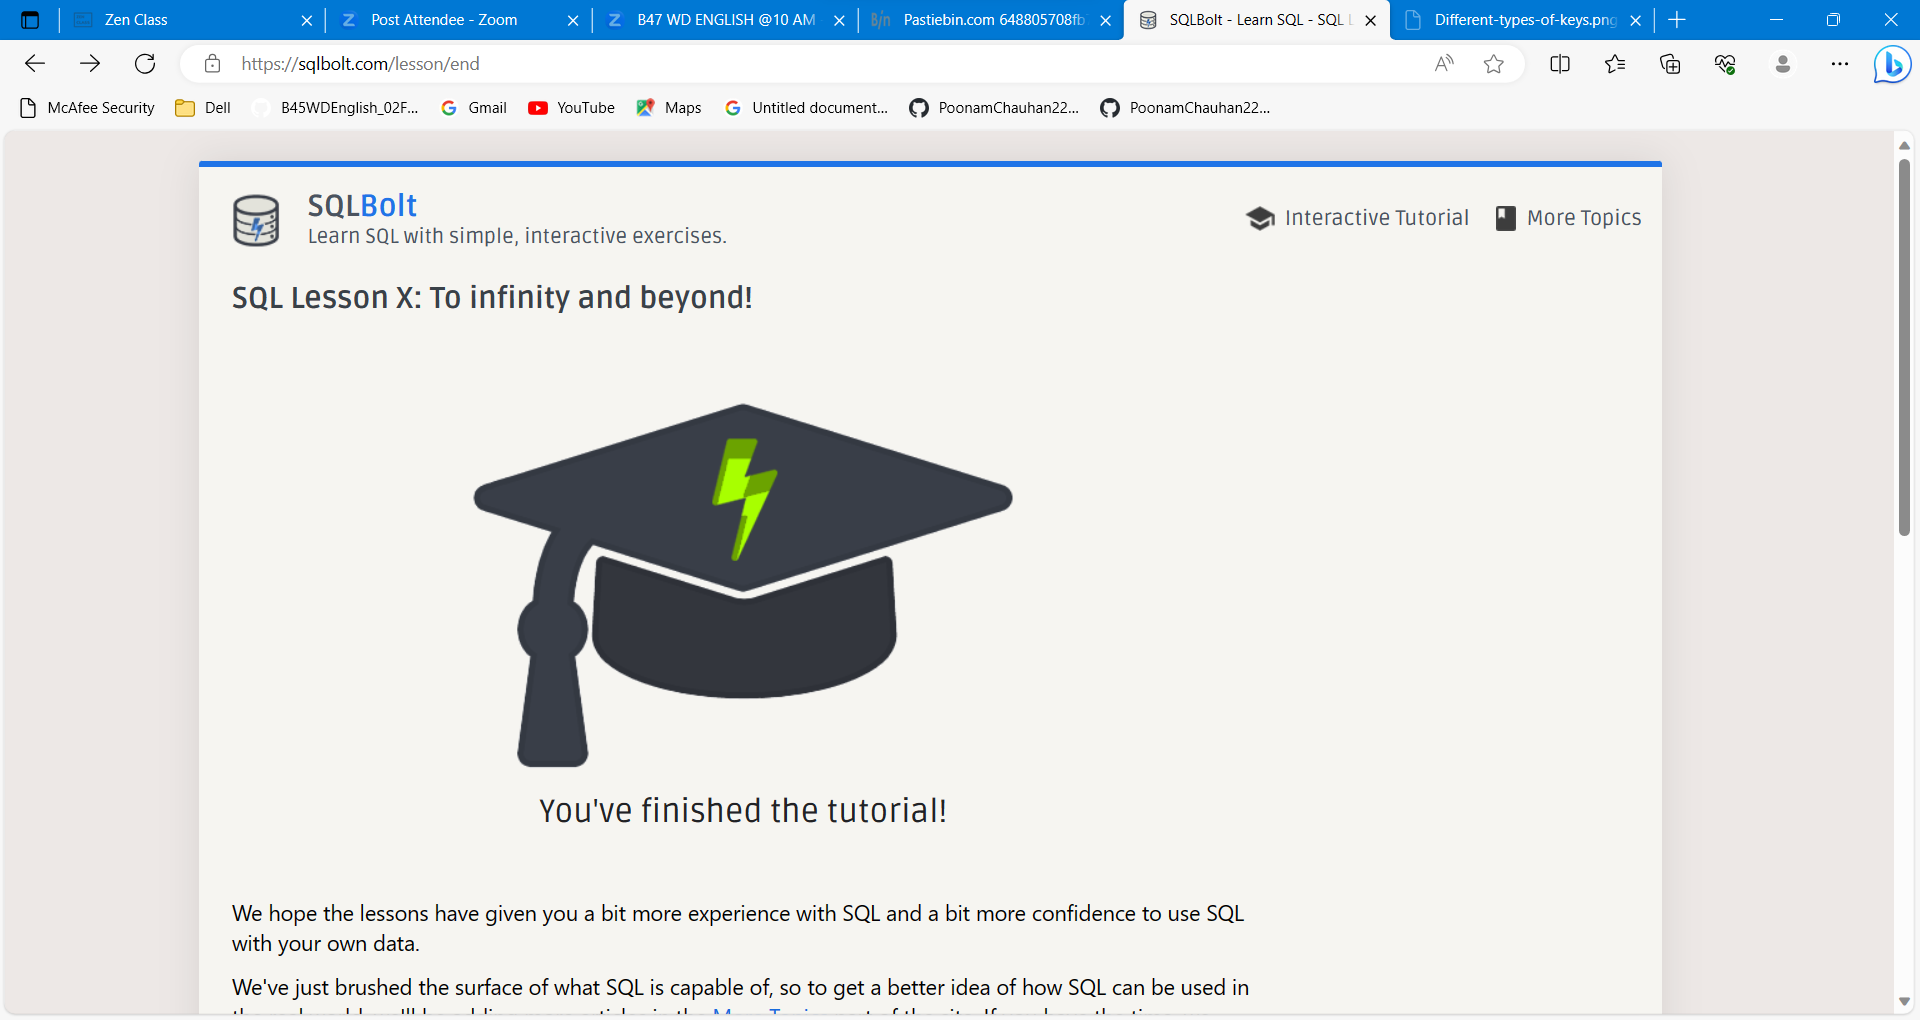 Zen Class
Post Attendee - Zoom
B47 WD ENGLISH @10 AM
Pastiebin.com 648805708fb
SQLBolt - Learn SQL - SQL L
Different-types-of-keys.png
https://sqlbolt.com/lesson/end
McAfee Security
Dell
B45WDEnglish_02F...
Gmail
YouTube
Maps
Untitled document...
PoonamChauhan22...
PoonamChauhan22...
SQLBolt
Learn SQL with simple, interactive exercises.
Interactive Tutorial
More Topics
SQL Lesson X: To infinity and beyond!
You've finished the tutorial!
We hope the lessons have given you a bit more experience with SQL and a bit more confidence to use SQL
with your own data.
We've just brushed the surface of what SQL is capable of, so to get a better idea of how SQL can be used in